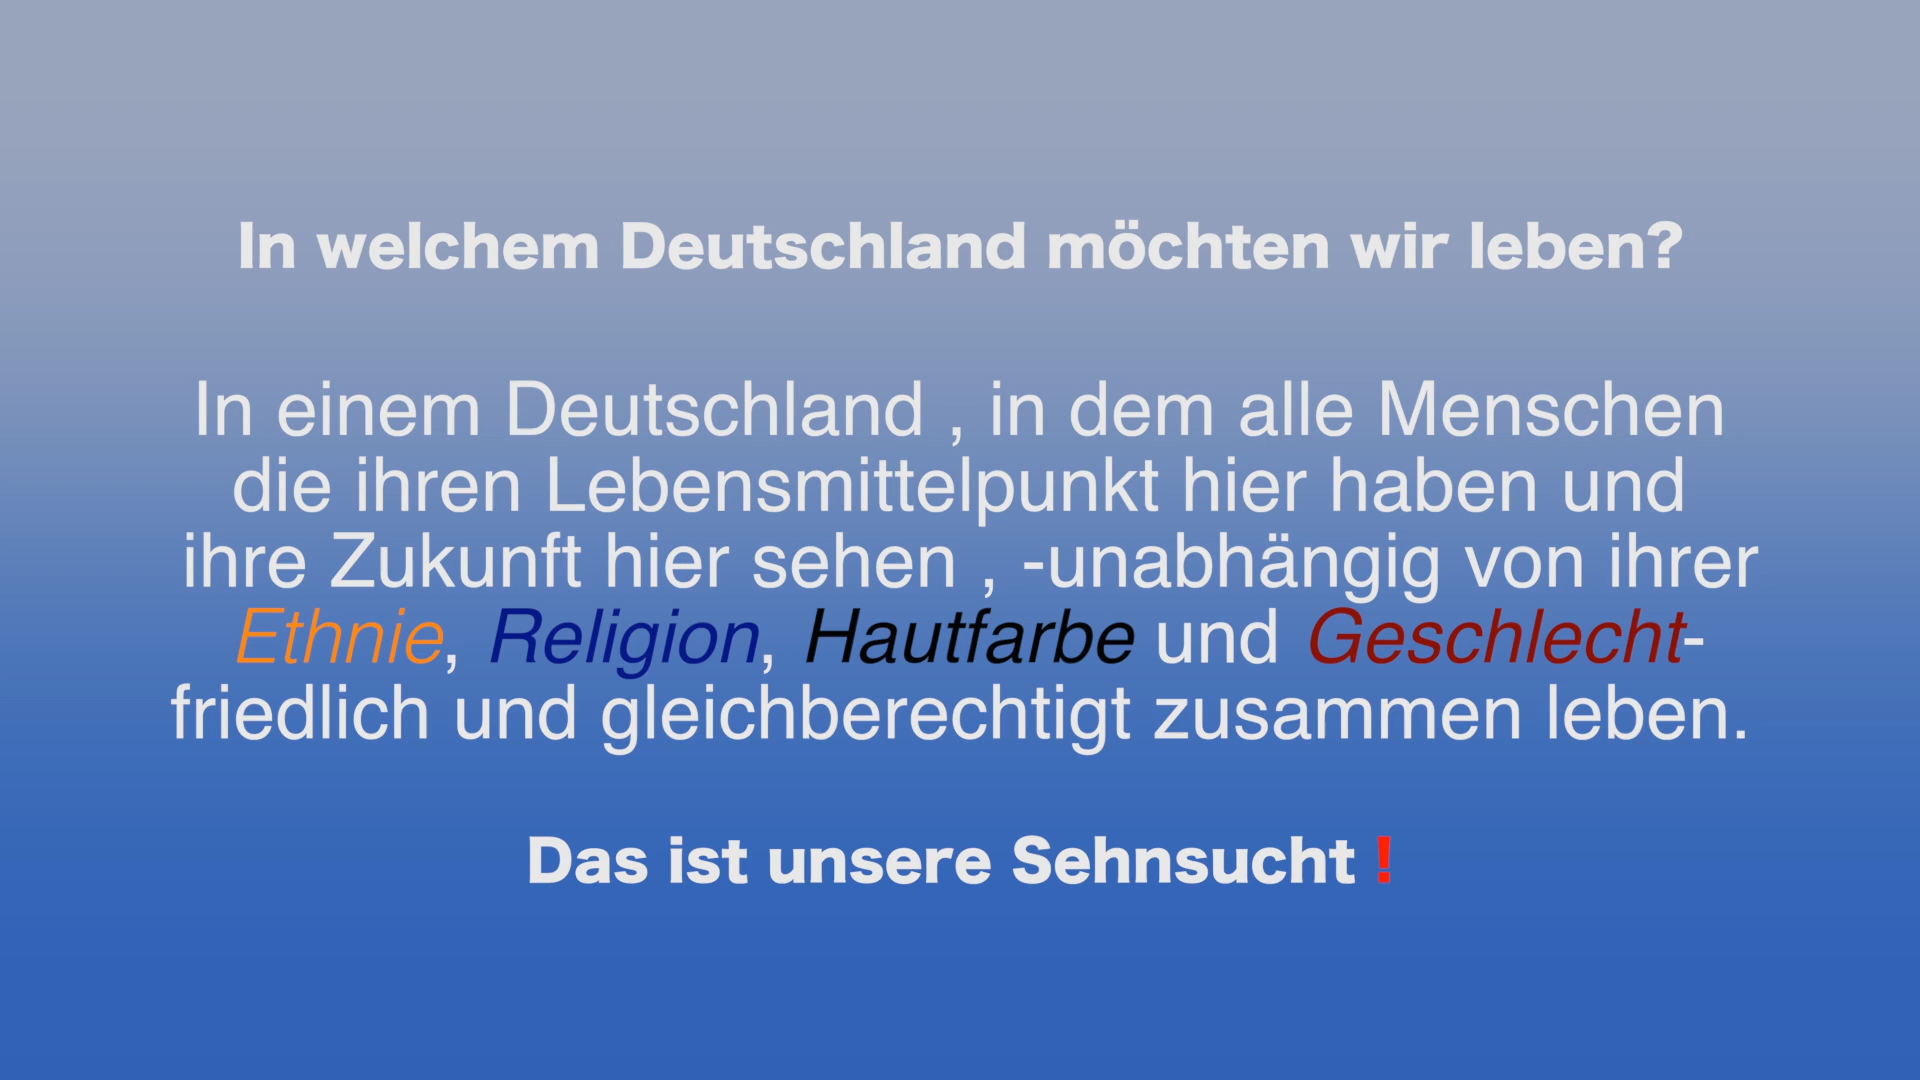 In welchem Deutschland möchten wir leben?
In einem Deutschland , in dem alle Menschen
die ihren Lebensmittelpunkt hier haben und
ihre Zukunft hier sehen , -unabhängig von ihrer
Ethnie, Religion, Hautfarbe und Geschlecht-
friedlich und gleichberechtigt zusammen leben.
Das ist unsere Sehnsucht !